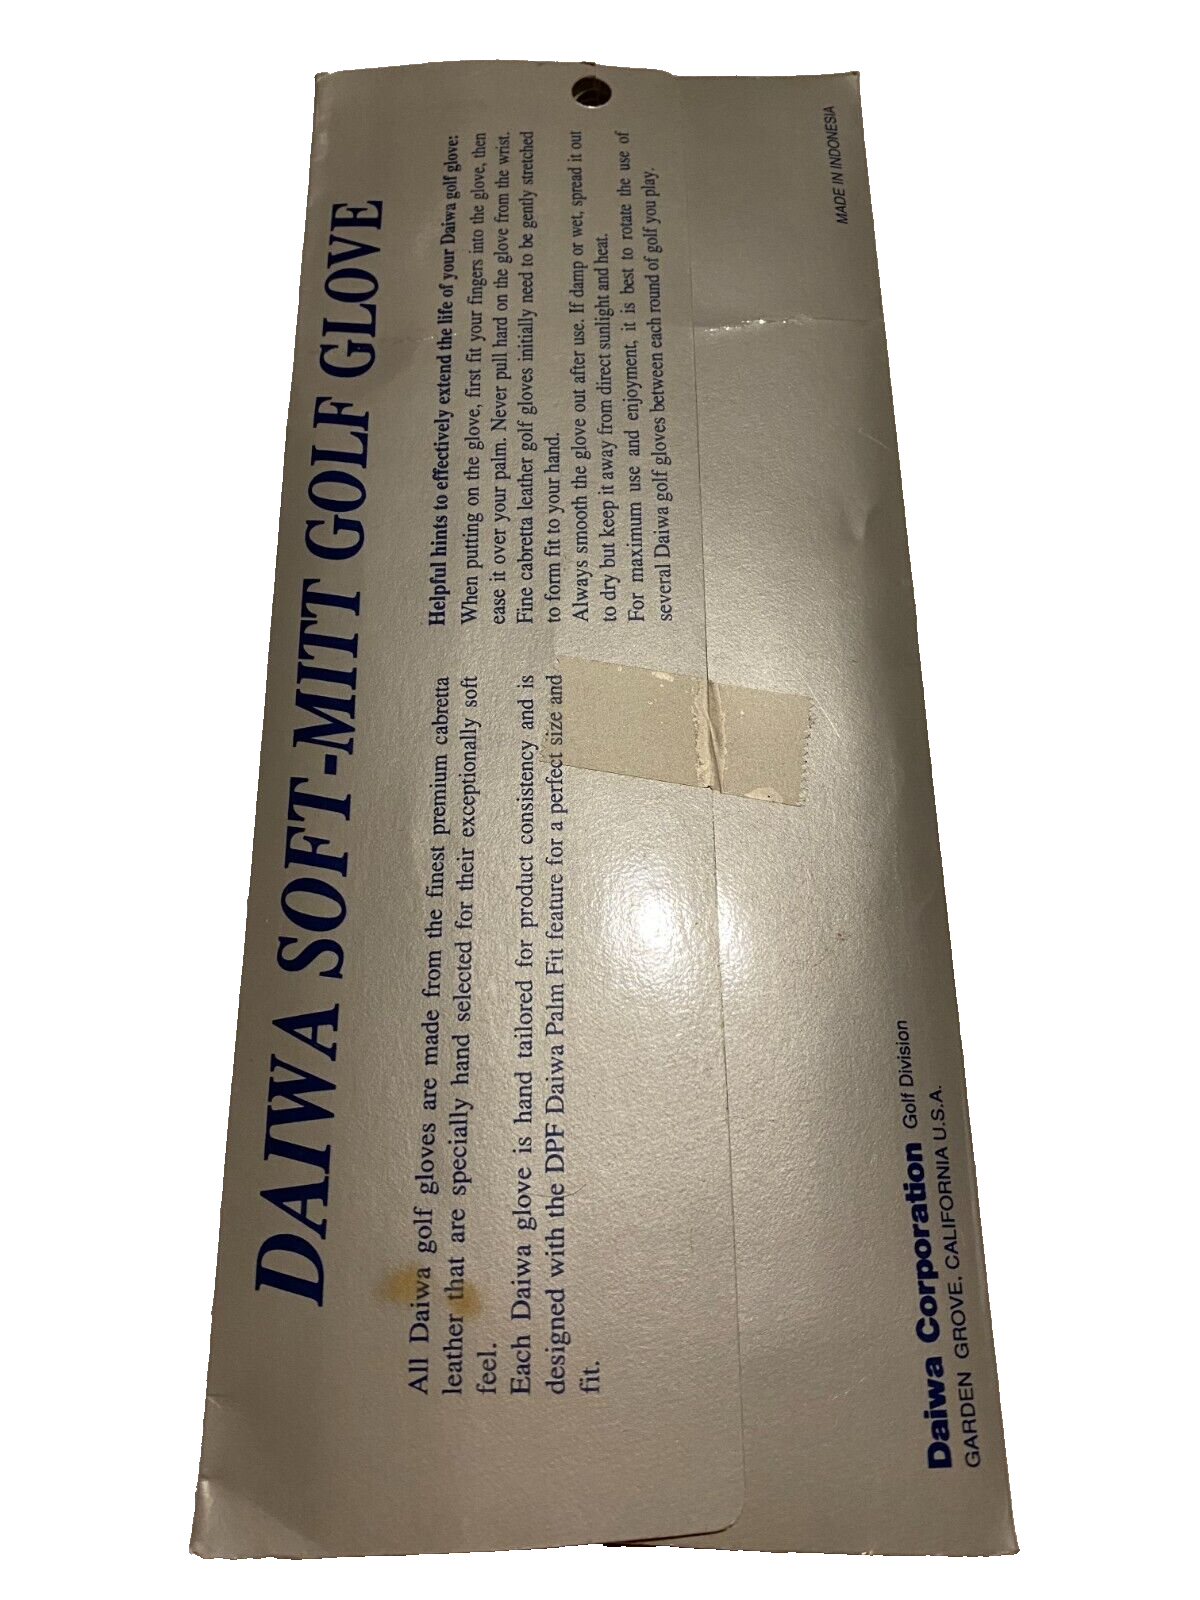 DAIWA SOFT-MITT GOLF GLOVE
All Daiwa golf gloves are made from the finest premium cabretta
leather that are specially hand selected for their exceptionally soft
feel.
Each Daiwa glove is hand tailored for product consistency and is
designed with the DPF Daiwa Palm Fit feature for a perfect size and
fit.
Helpful hints to effectively extend the life of your Daiwa golf glove:
When putting on the glove, first fit your fingers into the glove, then
ease it over your palm. Never pull hard on the glove from the wrist.
Fine cabretta leather golf gloves initially need to be gently stretched
to form fit to your hand.
Always smooth the glove out after use. If damp or wet, spread it out
to dry but keep it away from direct sunlight and heat.
For maximum use and enjoyment, it is best to rotate the use of
several Daiwa golf gloves between each round of golf you play.
Daiwa Corporation Golf Division
GARDEN GROVE, CALIFORNIA U.S.A.
MADE IN INDONESIA